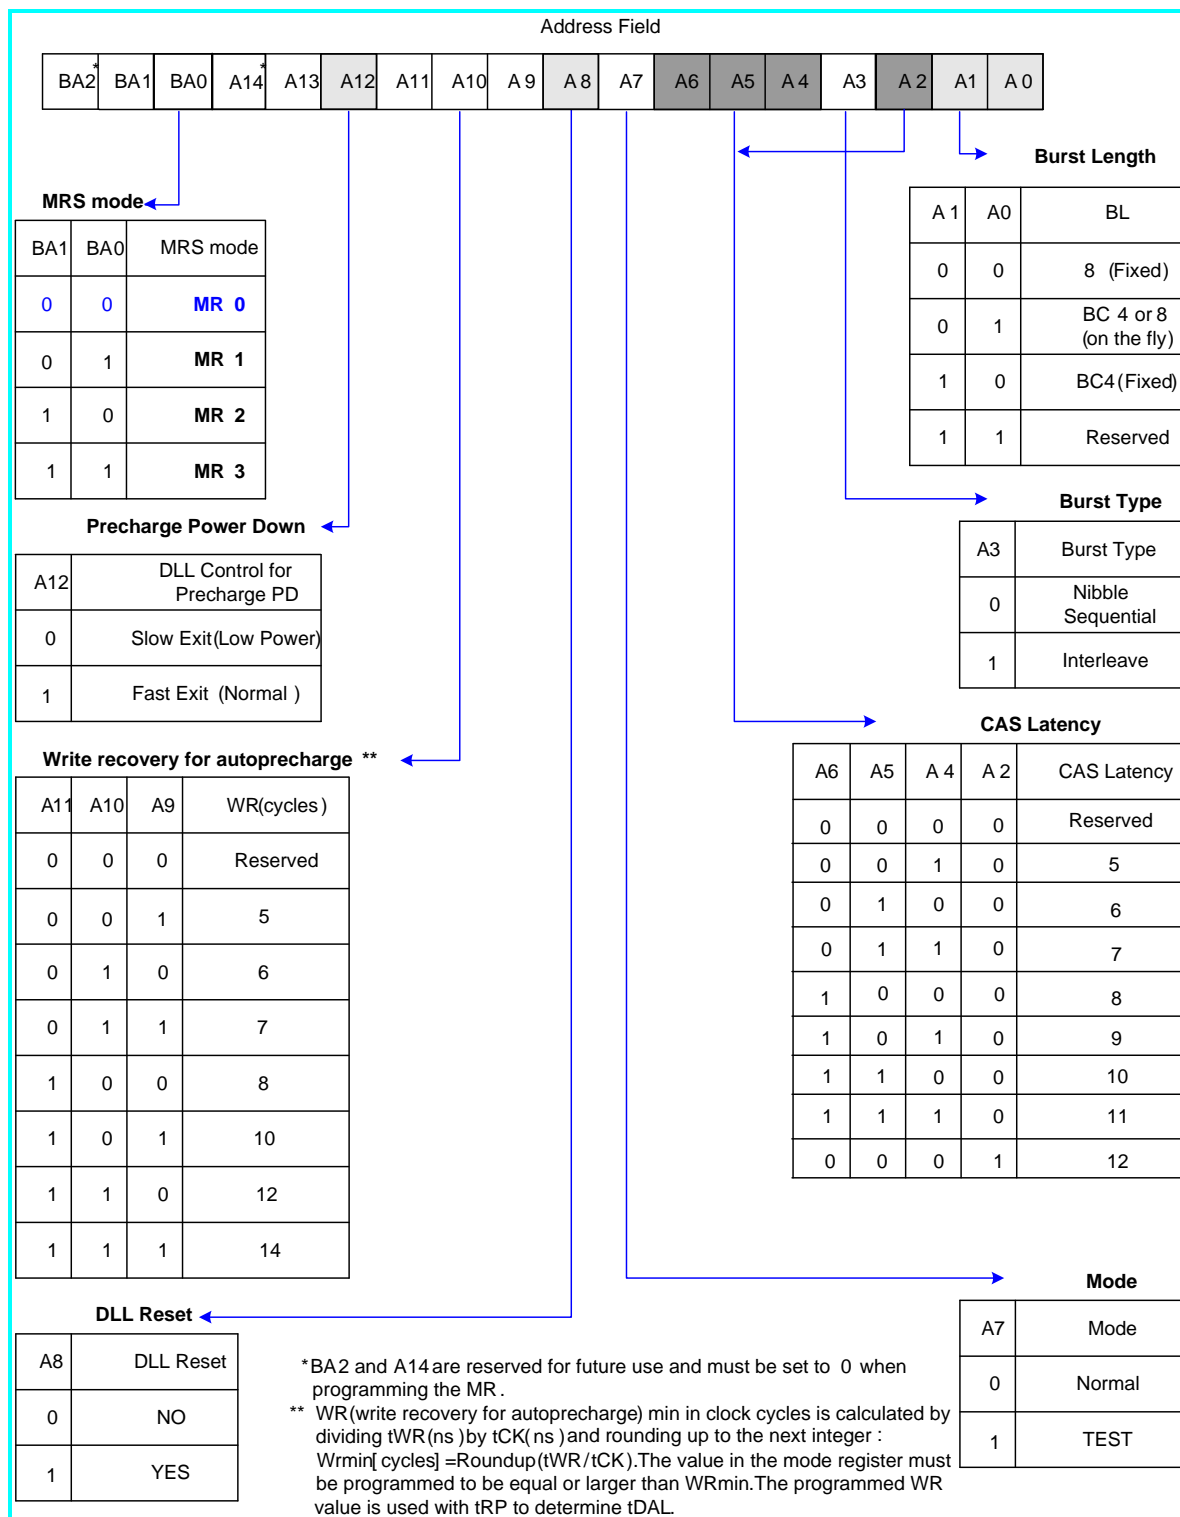 Address Field
BA2* BA1 BA0 A14* A13 A12 A11 A10 A9 A8 A7 A6 A5 A4 A3 A2 A1 A0
MRS mode
BA1 BA0 MRS mode
0 0 MR 0
0 1 MR 1
1 0 MR 2
1 1 MR 3
Precharge Power Down
A12 DLL Control for
Precharge PD
0 Slow Exit(Low Power)
1 Fast Exit (Normal )
Write recovery for autoprecharge **
A11 A10 A9 WR(cycles)
0 0 0 Reserved
0 0 1 5
0 1 0 6
0 1 1 7
1 0 0 8
1 0 1 10
1 1 0 12
1 1 1 14
DLL Reset
A8 DLL Reset
0 NO
1 YES
Burst Length
A1 A0 BL
0 0 8 (Fixed)
0 1 BC 4 or 8
(on the fly)
1 0 BC4(Fixed)
1 1 Reserved
Burst Type
A3 Burst Type
0 Nibble
Sequential
1 Interleave
CAS Latency
A6 A5 A4 A2 CAS Latency
0 0 0 0 Reserved
0 0 1 0 5
0 1 0 0 6
0 1 1 0 7
1 0 0 0 8
1 0 1 0 9
1 1 0 0 10
1 1 1 0 11
0 0 0 1 12
Mode
A7 Mode
0 Normal
1 TEST
*BA2 and A14 are reserved for future use and must be set to 0 when
programming the MR.
** WR(write recovery for autoprecharge) min in clock cycles is calculated by
dividing tWR(ns)by tCK(ns) and rounding up to the next integer :
Wrmin[cycles] =Roundup(tWR/tCK).The value in the mode register must
be programmed to be equal or larger than WRmin.The programmed WR
value is used with tRP to determine tDAL.